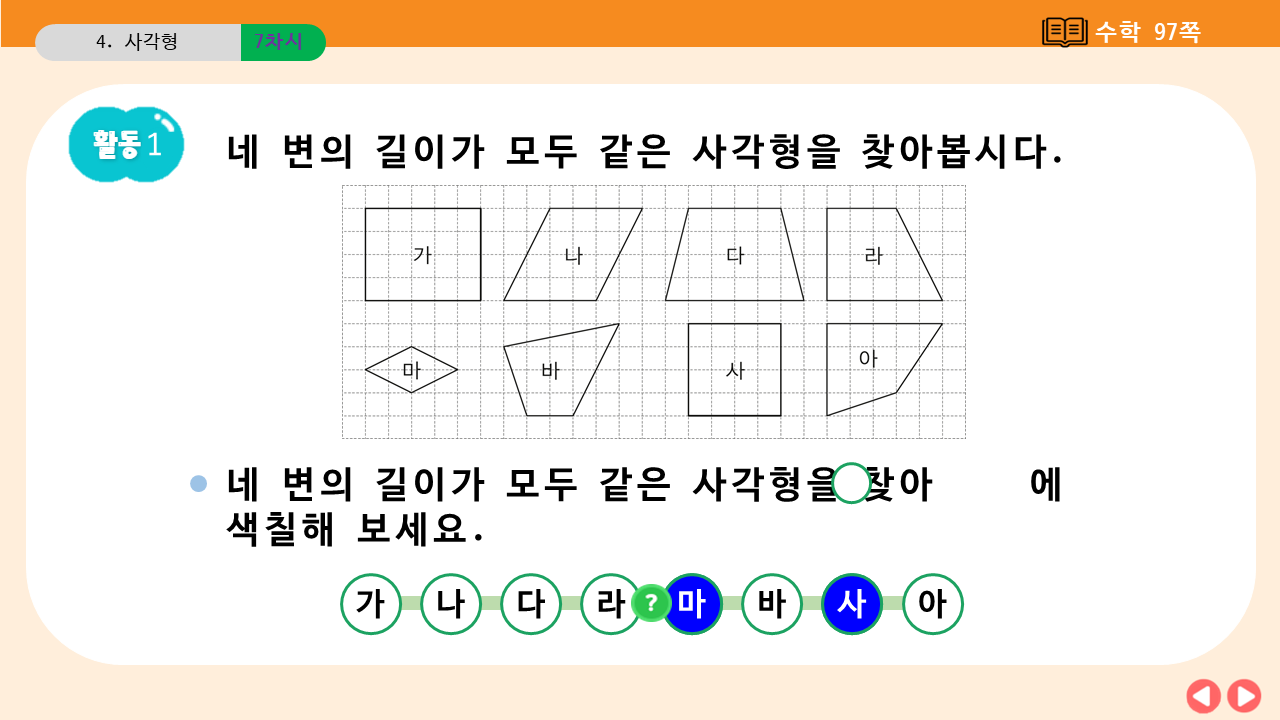 4. 사각형
7차시
수학 97쪽
활동 1
네 변의 길이가 모두 같은 사각형을 찾아봅시다.
가 나 다 라
마 바 사 아
네 변의 길이가 모두 같은 사각형을 찾아 에
색칠해 보세요.
가 나 다 라 ? 마 바 사 아